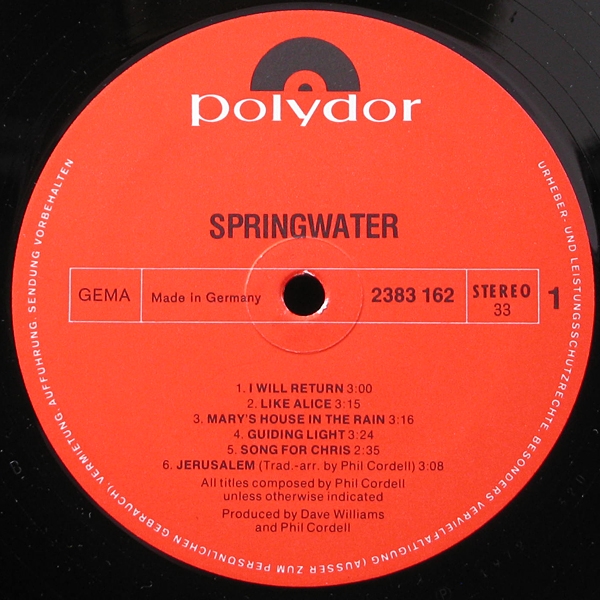 polydor
SPRINGWATER
GEMA
Made in Germany
2383 162
STEREO
33
1
1. I WILL RETURN 3:00
2. LIKE ALICE 3:15
3. MARY'S HOUSE IN THE RAIN 3:16
4. GUIDING LIGHT 3:24
5. SONG FOR CHRIS 2:35
6. JERUSALEM (Trad.-arr. by Phil Cordell) 3:08
All titles composed by Phil Cordell
unless otherwise indicated
Produced by Dave Williams
and Phil Cordell
URHEBER- UND LEISTUNGSSCHUTZRECHTE, BESONDERS VERVIELFÄLTIGUNG (AUSSER ZUM PERSÖNLICHEN GEBRAUCH) VERMIETUNG, AUFFÜHRUNG, SENDUNG VORBEHALTEN